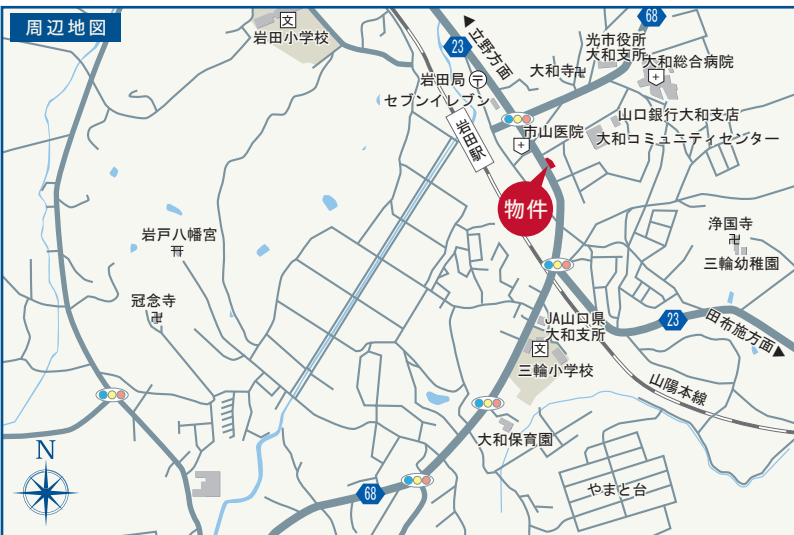 周辺地図
岩田小学校
23
立野方面
68
光市役所
大和支所
大和総合病院
大和寺
岩田局
セブンイレブン
岩田駅
市山医院
山口銀行大和支店
大和コミュニティセンター
物件
浄国寺
三輪幼稚園
岩戸八幡宮
冠念寺
JA山口県
大和支所
23
田布施方面
文
文
三輪小学校
山陽本線
大和保育園
やまと台
68
N